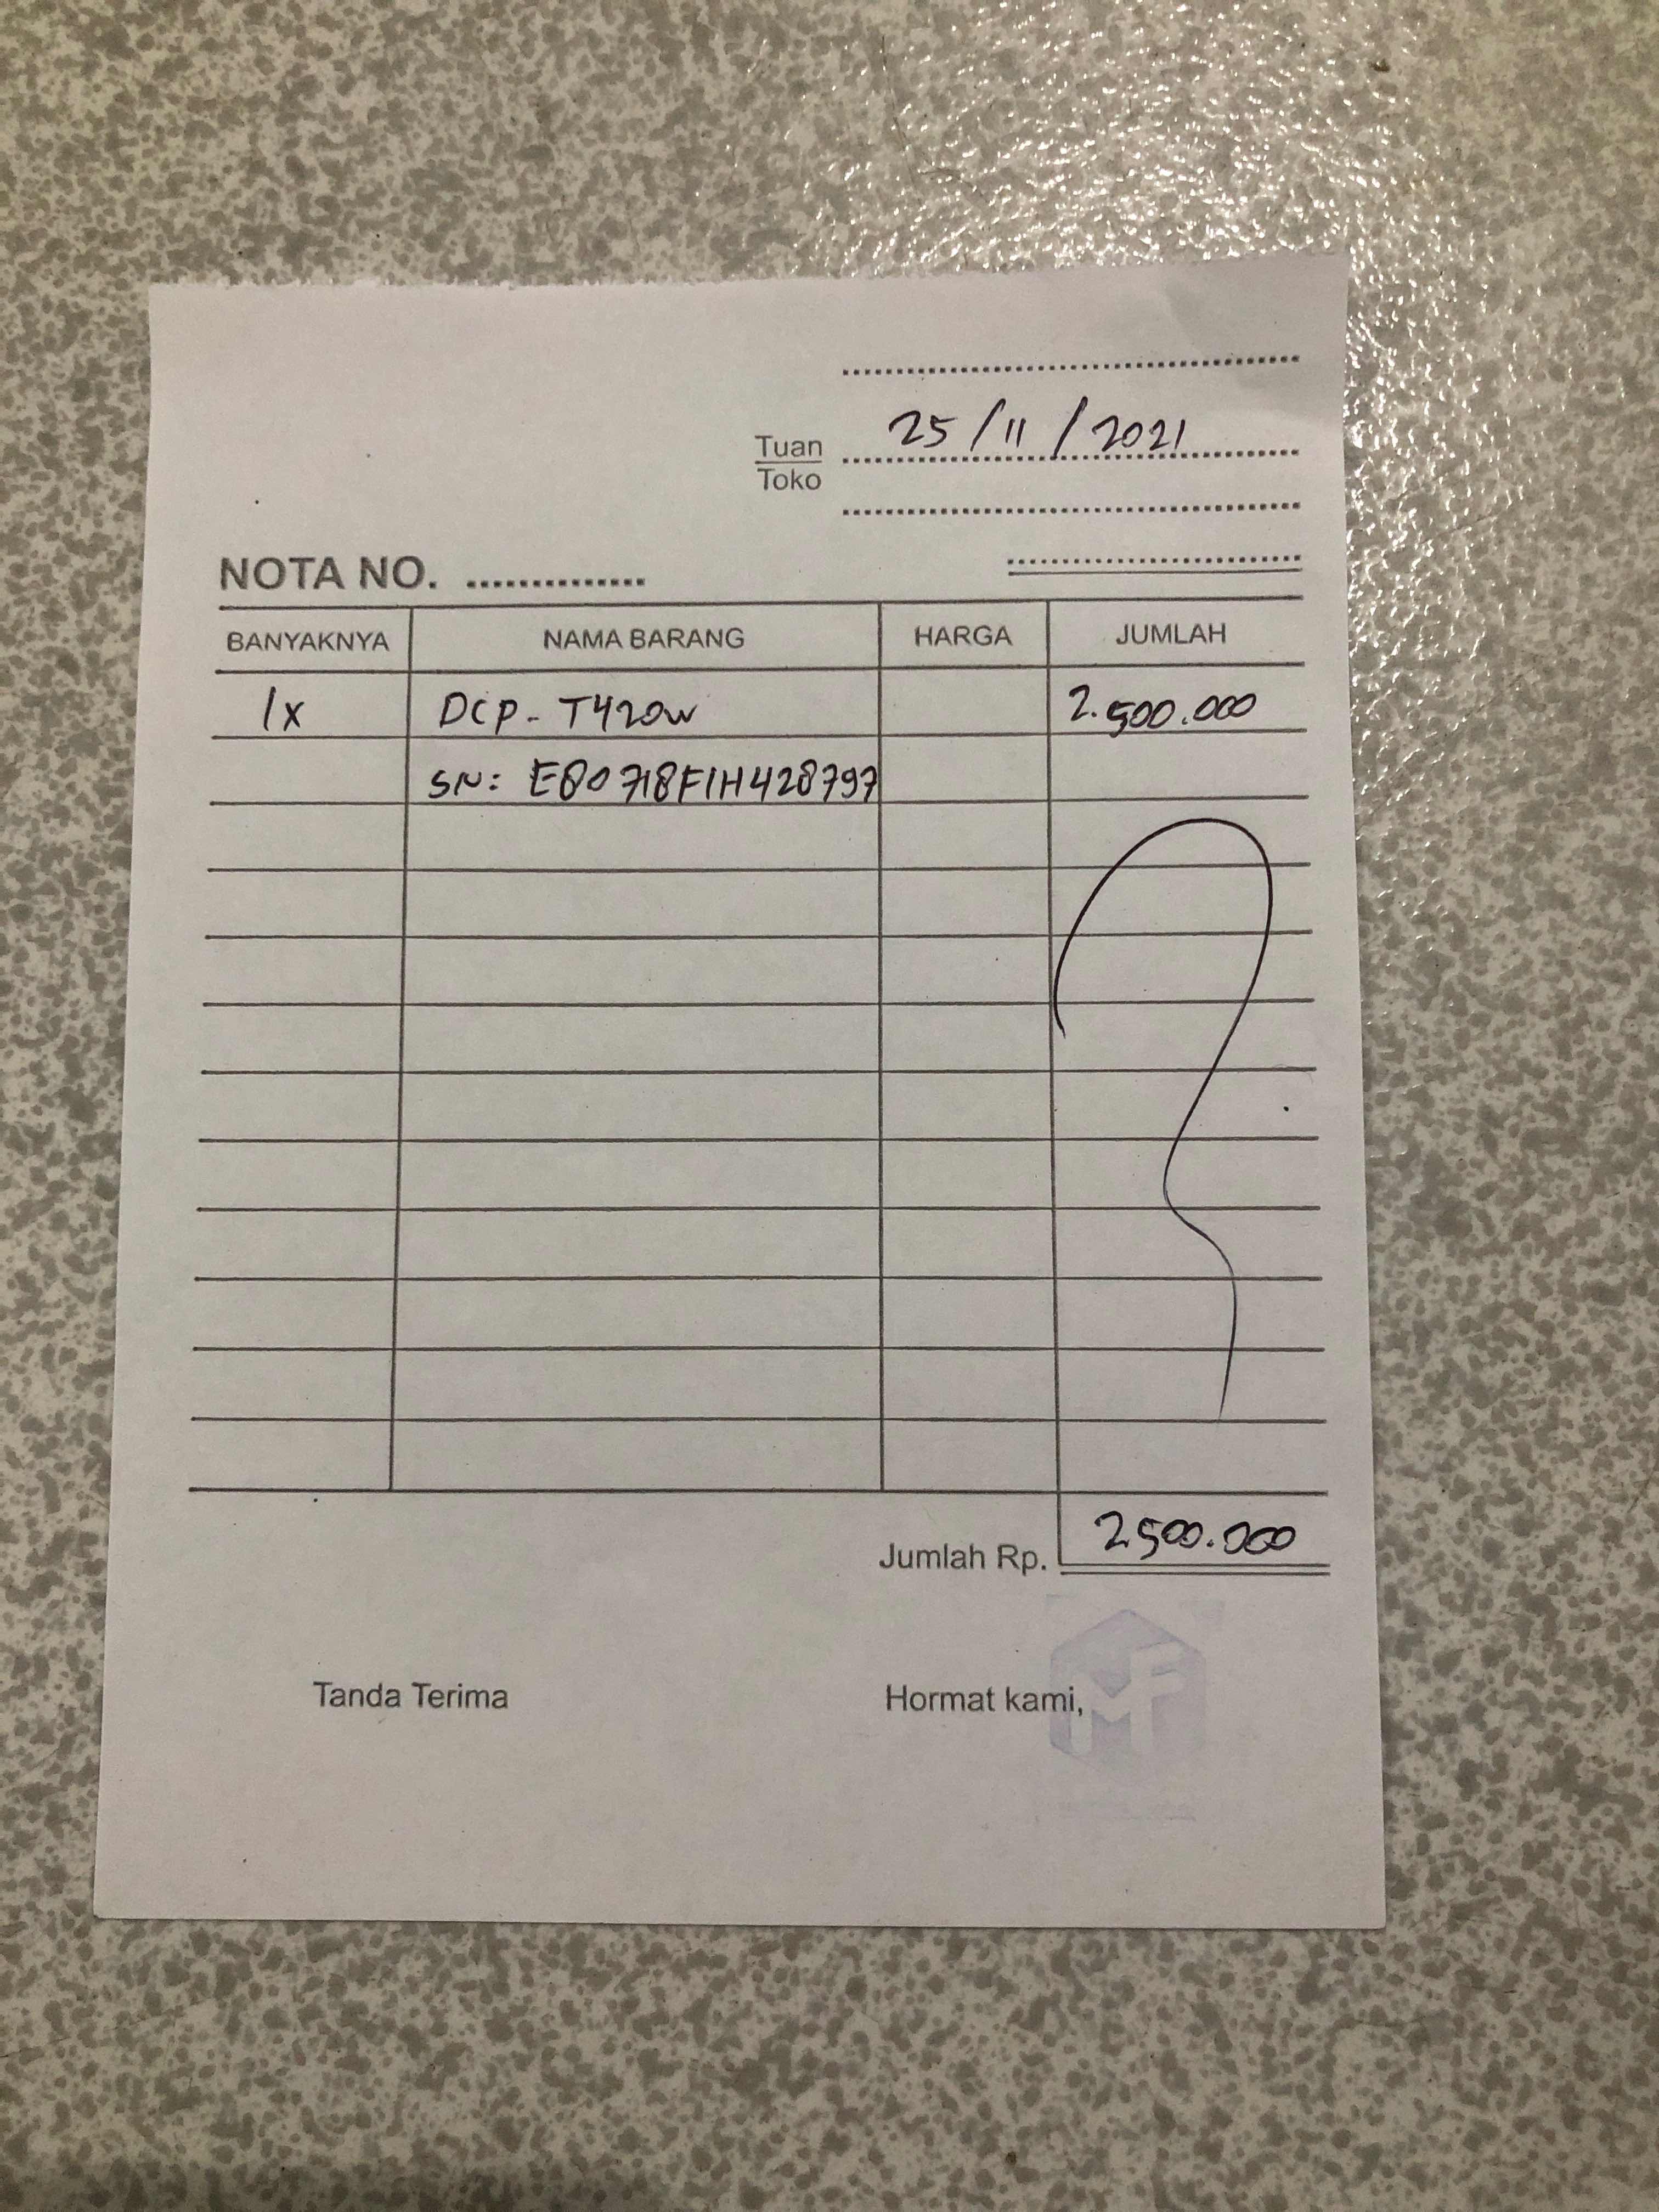 25/11/2021
Tuan
Toko
NOTA NO. ..............
BANYAKNYA NAMA BARANG HARGA JUMLAH
1x DCP- T420W 2.500.000
SN: E80718F1H428797
Jumlah Rp. 2.500.000
Tanda Terima Hormat kami,
MF